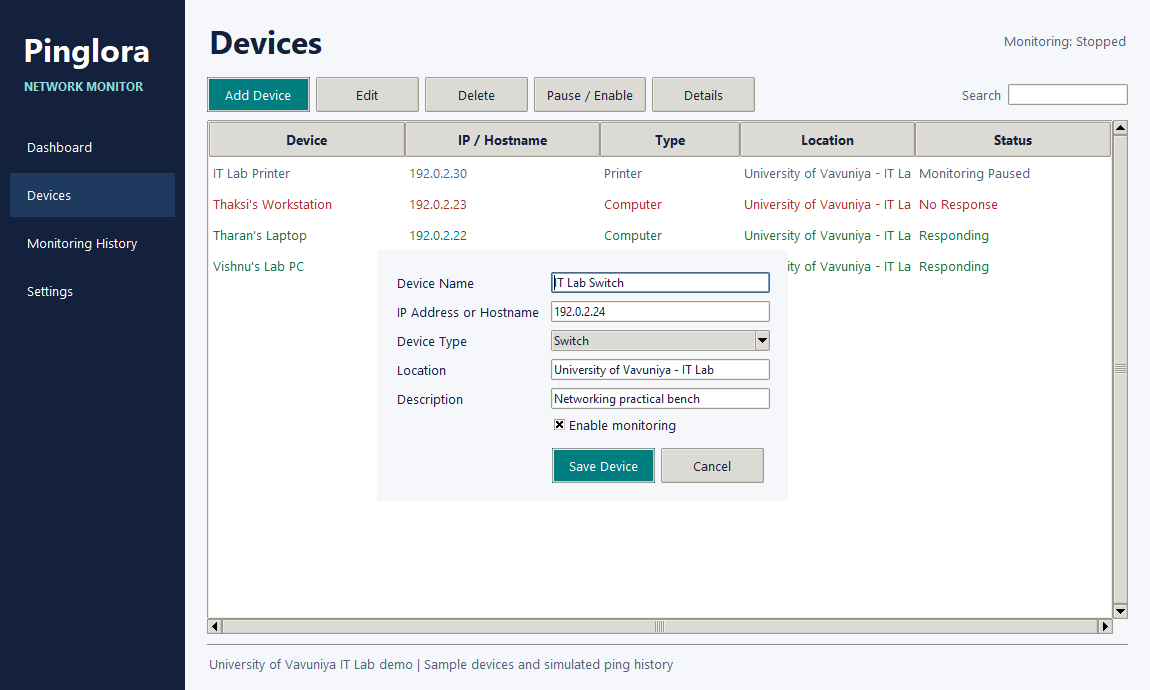 Pinglora
NETWORK MONITOR
Dashboard
Devices
Monitoring History
Settings
Devices
Monitoring: Stopped
Add Device Edit Delete Pause / Enable Details Search
Device IP / Hostname Type Location Status
IT Lab Printer 192.0.2.30 Printer University of Vavuniya - IT La Monitoring Paused
Thaksi's Workstation 192.0.2.23 Computer University of Vavuniya - IT La No Response
Tharan's Laptop 192.0.2.22 Computer University of Vavuniya - IT La Responding
Vishnu's Lab PC ity of Vavuniya - IT La Responding
Device Name IT Lab Switch
IP Address or Hostname 192.0.2.24
Device Type Switch
Location University of Vavuniya - IT Lab
Description Networking practical bench
Enable monitoring
Save Device Cancel
University of Vavuniya IT Lab demo | Sample devices and simulated ping history